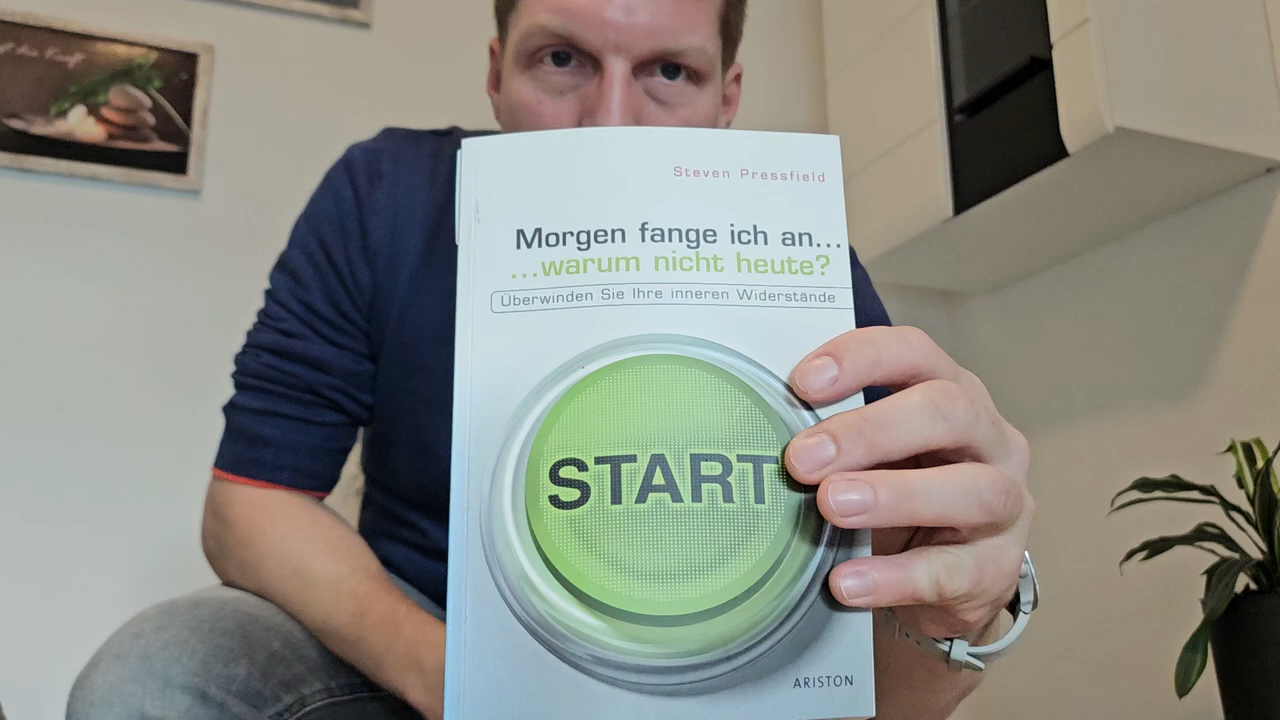 Steven Pressfield
Morgen fange ich an...
...warum nicht heute?
Überwinden Sie Ihre inneren Widerstände
START
ARISTON